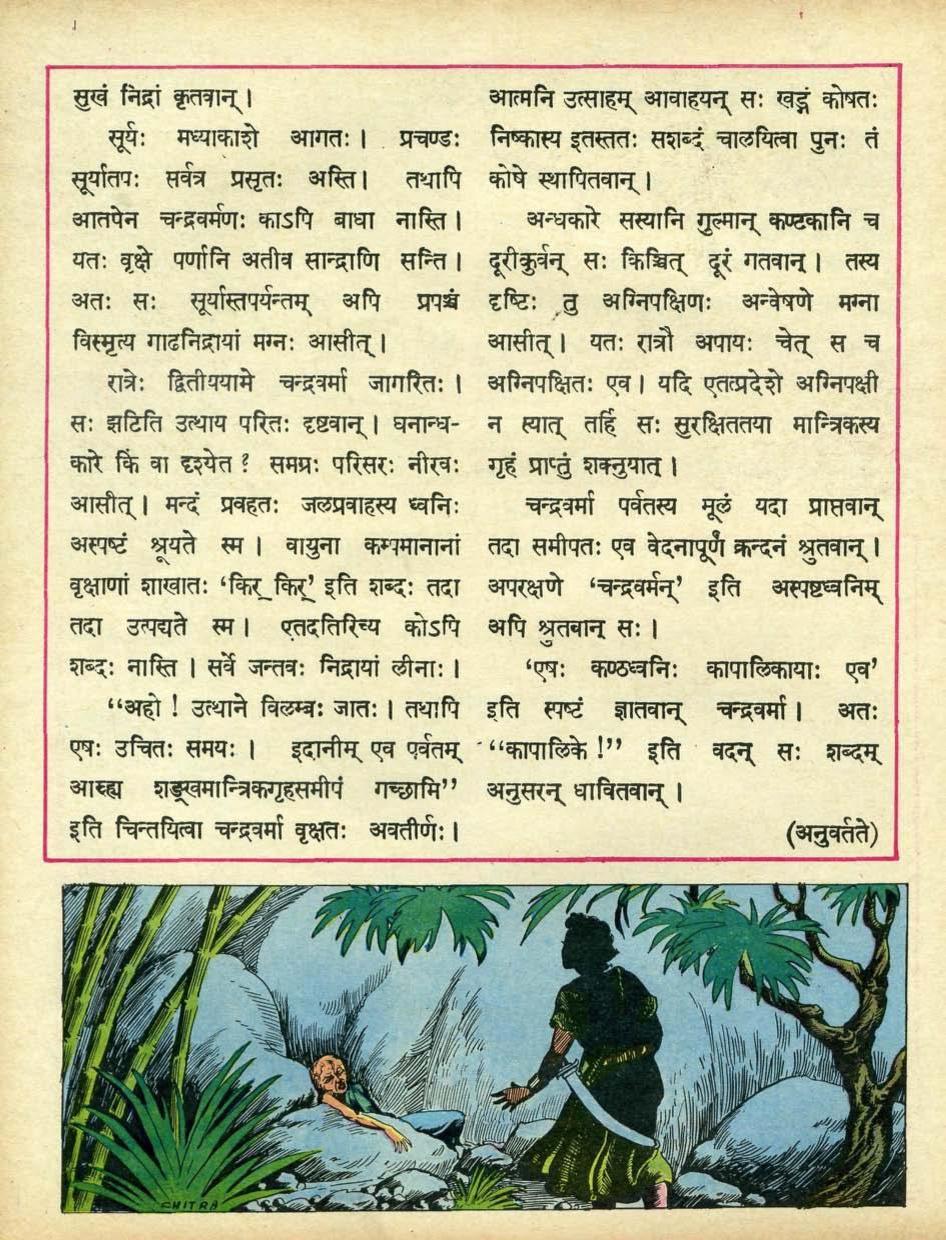 सुखं निद्रां कृतवान् ।
सूर्यः मध्याकाशे आगतः । प्रचण्डः
सूर्यातपः सर्वत्र प्रसृतः अस्ति । तथापि
आतपेन चन्द्रवर्मणः काऽपि बाधा नास्ति ।
यतः वृक्षे पर्णानि अतीव सान्द्राणि सन्ति ।
अतः सः सूर्यास्तपर्यन्तम् अपि प्रपञ्चं
विस्मृत्य गाढनिद्रायां मग्नः आसीत् ।
रात्रेः द्वितीययामे चन्द्रवर्मा जागरितः ।
सः झटिति उत्थाय परितः दृष्टवान् । घनान्ध-
कारे किं वा दृश्येत ? समग्रः परिसरः नीरवः
आसीत् । मन्दं प्रवहतः जलप्रवाहस्य ध्वनिः
अस्पष्टं श्रूयते स्म । वायुना कम्पमानानां
वृक्षाणां शाखातः ‘किर् किर्’ इति शब्दः तदा
तदा उत्पद्यते स्म । एतदतिरिच्य कोऽपि
शब्दः नास्ति । सर्वे जन्तवः निद्रायां लीनाः ।
“अहो ! उत्थाने विलम्बः जातः । तथापि
एषः उचितः समयः । इदानीम् एव पर्वतम्
आरुह्य शङ्खमान्त्रिकगृहसमीपं गच्छामि”
इति चिन्तयित्वा चन्द्रवर्मा वृक्षतः अवतीर्णः ।
आत्मनि उत्साहम् आवाहयन् सः खड्गं कोषतः
निष्कास्य इतस्ततः सशब्दं चालयित्वा पुनः तं
कोषे स्थापितवान् ।
अन्धकारे सस्यानि गुल्मान् कण्टकानि च
दूरीकुर्वन् सः किञ्चित् दूरं गतवान् । तस्य
दृष्टिः तु अग्निपक्षिणः अन्वेषणे मग्ना
आसीत् । यतः रात्रौ अपायः चेत् स च
अग्निपक्षितः एव । यदि एतत्प्रदेशे अग्निपक्षी
न स्यात् तर्हि सः सुरक्षिततया मान्त्रिकस्य
गृहं प्राप्तुं शक्नुयात् ।
चन्द्रवर्मा पर्वतस्य मूलं यदा प्राप्तवान्
तदा समीपतः एव वेदनापूर्णं क्रन्दनं श्रुतवान् ।
अपरक्षणे ‘चन्द्रवर्मन्’ इति अस्पष्टध्वनिम्
अपि श्रुतवान् सः ।
‘एषः कण्ठध्वनिः कापालिकायाः एव’
इति स्पष्टं ज्ञातवान् चन्द्रवर्मा । अतः
“कापालिके !” इति वदन् सः शब्दम्
अनुसरन् धावितवान् ।
(अनुवर्तते)
CHITRA